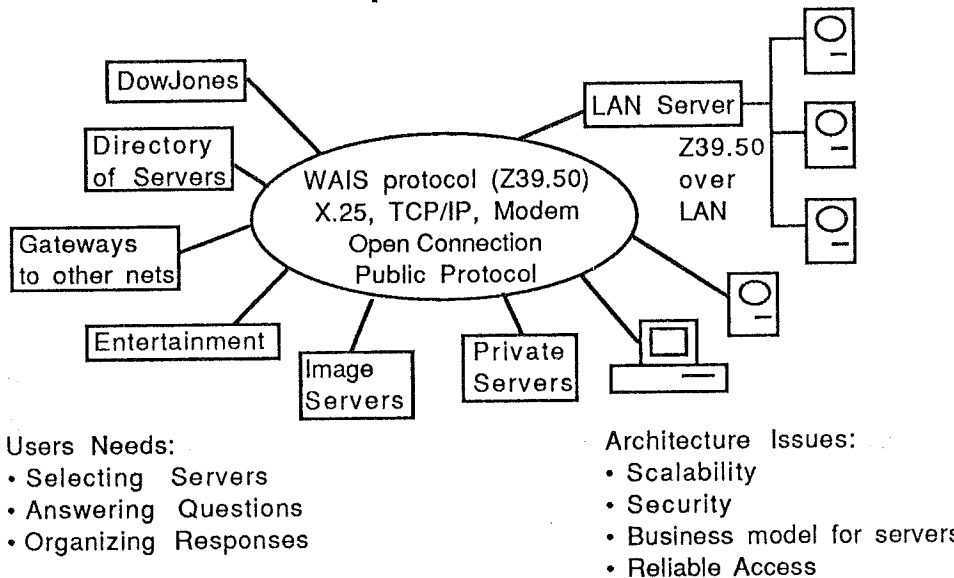 DowJones
LAN Server
Directory
of Servers
Z39.50
over
LAN
WAIS protocol (Z39.50)
X.25, TCP/IP, Modem
Open Connection
Public Protocol
Gateways
to other nets
Entertainment
Image
Servers
Private
Servers
Users Needs:
• Selecting Servers
• Answering Questions
• Organizing Responses
Architecture Issues:
• Scalability
• Security
• Business model for servers
• Reliable Access